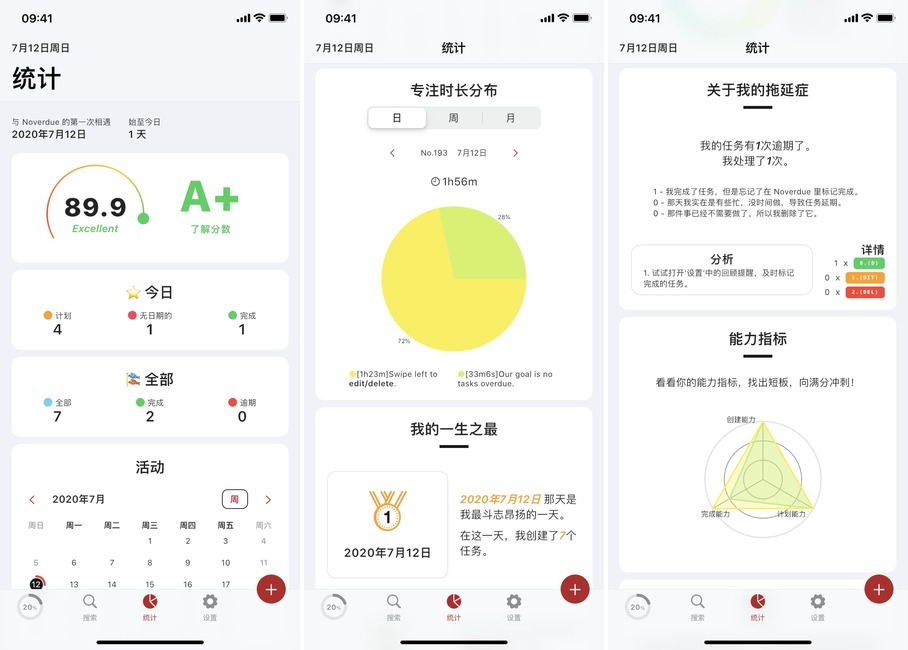 09:41
7月12日周日
统计
与 Noverdue 的第一次相遇
始至今日
2020年7月12日
1 天
89.9
Excellent
A+
了解分数
⭐今日
计划
无日期的
完成
4
1
1
全部
全部
完成
逾期
7
2
0
活动
2020年7月
周
周日 周一 周二 周三 周四 周五 周六
1 2 3 4
5 6 7 8 9 10 11
12 13 14 15 16 17
20%
搜索
统计
设置
09:41
7月12日周日
统计
专注时长分布
日
周
月
No.193 7月12日
1h56m
28%
72%
[1h23m]Swipe left to
edit/delete.
[33m6s]Our goal is no
tasks overdue.
我的一生之最
1
2020年7月12日
2020年7月12日 那天是
我最斗志昂扬的一天。
在这一天，我创建了7个
任务。
20%
搜索
统计
设置
09:41
7月12日周日
统计
关于我的拖延症
我的任务有1次逾期了。
我处理了1次。
1 - 我完成了任务，但是忘记了在 Noverdue 里标记完成。
0 - 那天我实在是有些忙，没时间做，导致任务延期。
0 - 那件事已经不需要做了，所以我删除了它。
分析
1. 试试打开'设置'中的回顾提醒，及时标记
完成的任务。
详情
1 x 0.(D)
0 x 1.(DIT)
0 x 2.(DEL)
能力指标
看看你的能力指标，找出短板，向满分冲刺！
创建能力
完成能力
计划能力
20%
搜索
统计
设置